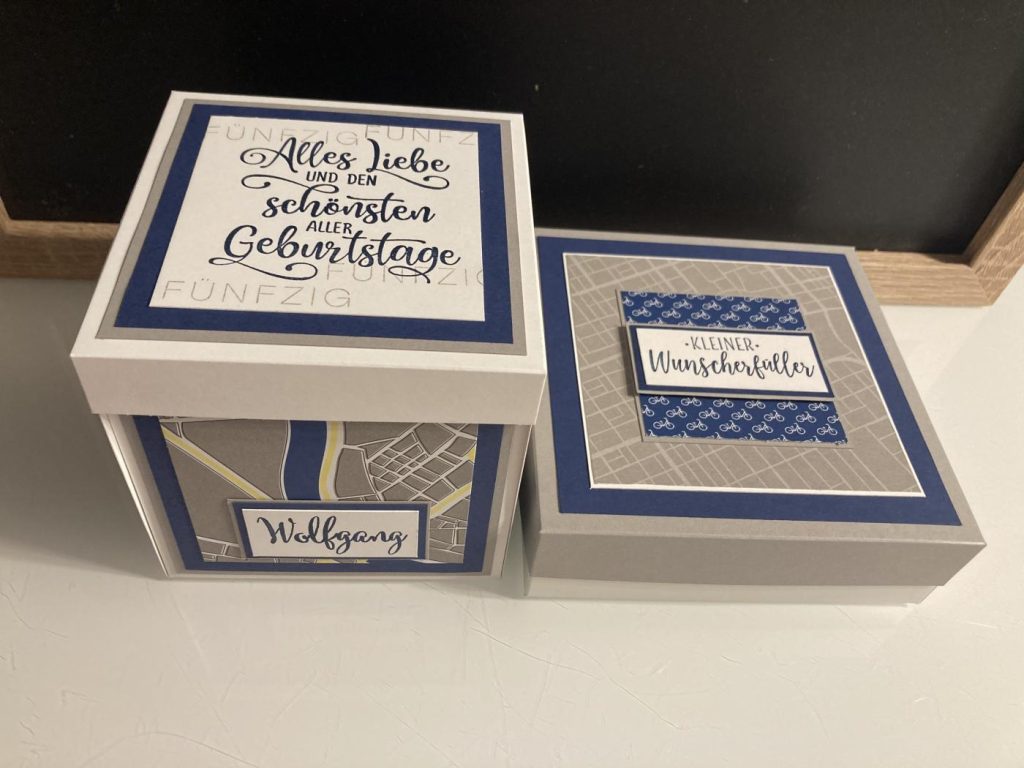 FÜNFZIG FÜNFZ
Alles Liebe
UND DEN
schönsten
ALLER
Geburtstage
FÜNFZIG
FÜNFZIG
Wolfgang
·KLEINER·
Wunscherfüller